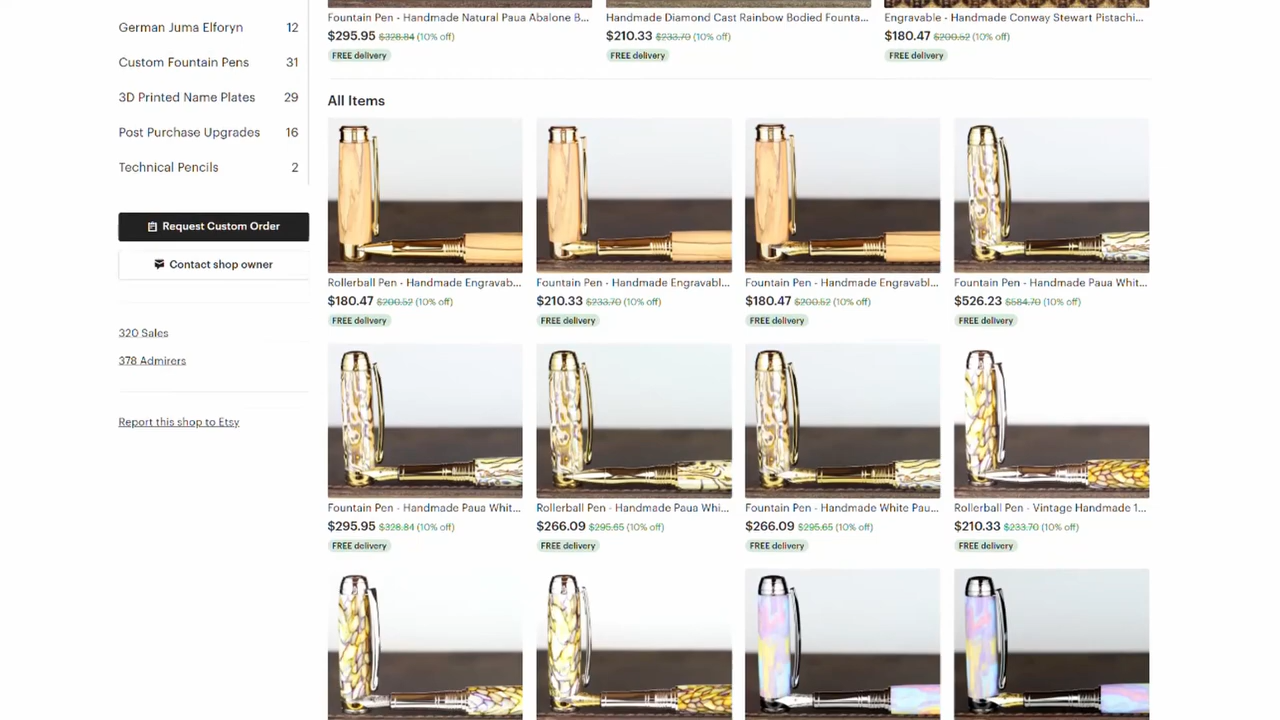 German Juma Elforyn 12
Custom Fountain Pens 31
3D Printed Name Plates 29
Post Purchase Upgrades 16
Technical Pencils 2
Request Custom Order
Contact shop owner
320 Sales
378 Admirers
Report this shop to Etsy
Fountain Pen - Handmade Natural Paua Abalone B...
$295.95 $328.84 (10% off)
FREE delivery
Handmade Diamond Cast Rainbow Bodied Founta...
$210.33 $233.70 (10% off)
FREE delivery
Engravable - Handmade Conway Stewart Pistachi...
$180.47 $200.52 (10% off)
FREE delivery
All Items
Rollerball Pen - Handmade Engravab...
$180.47 $200.52 (10% off)
FREE delivery
Fountain Pen - Handmade Engravabl...
$210.33 $233.70 (10% off)
FREE delivery
Fountain Pen - Handmade Engravabl...
$180.47 $200.52 (10% off)
FREE delivery
Fountain Pen - Handmade Paua Whit...
$526.23 $584.70 (10% off)
FREE delivery
Fountain Pen - Handmade Paua Whit...
$295.95 $328.84 (10% off)
FREE delivery
Rollerball Pen - Handmade Paua Whi...
$266.09 $295.65 (10% off)
FREE delivery
Fountain Pen - Handmade White Pau...
$266.09 $295.65 (10% off)
FREE delivery
Rollerball Pen - Vintage Handmade 1...
$210.33 $233.70 (10% off)
FREE delivery